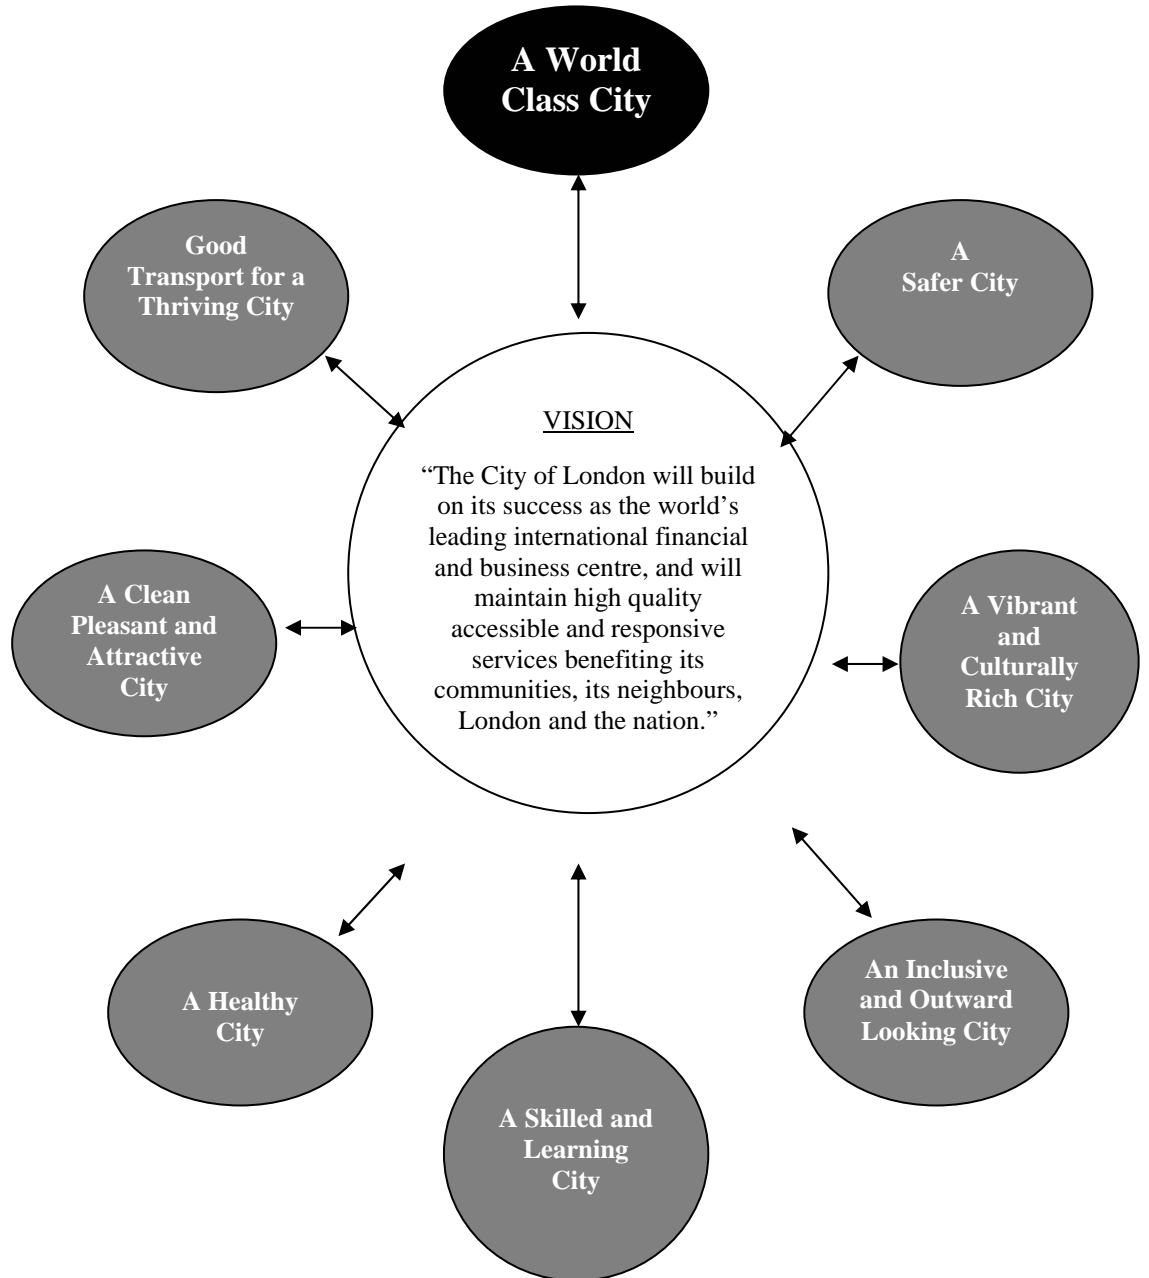 A World
Class City
Good
Transport for a
Thriving City
A
Safer City
VISION
“The City of London will build
on its success as the world’s
leading international financial
and business centre, and will
maintain high quality
accessible and responsive
services benefiting its
communities, its neighbours,
London and the nation.”
A Clean
Pleasant and
Attractive
City
A Vibrant
and
Culturally
Rich City
A Healthy
City
An Inclusive
and Outward
Looking City
A Skilled and
Learning
City